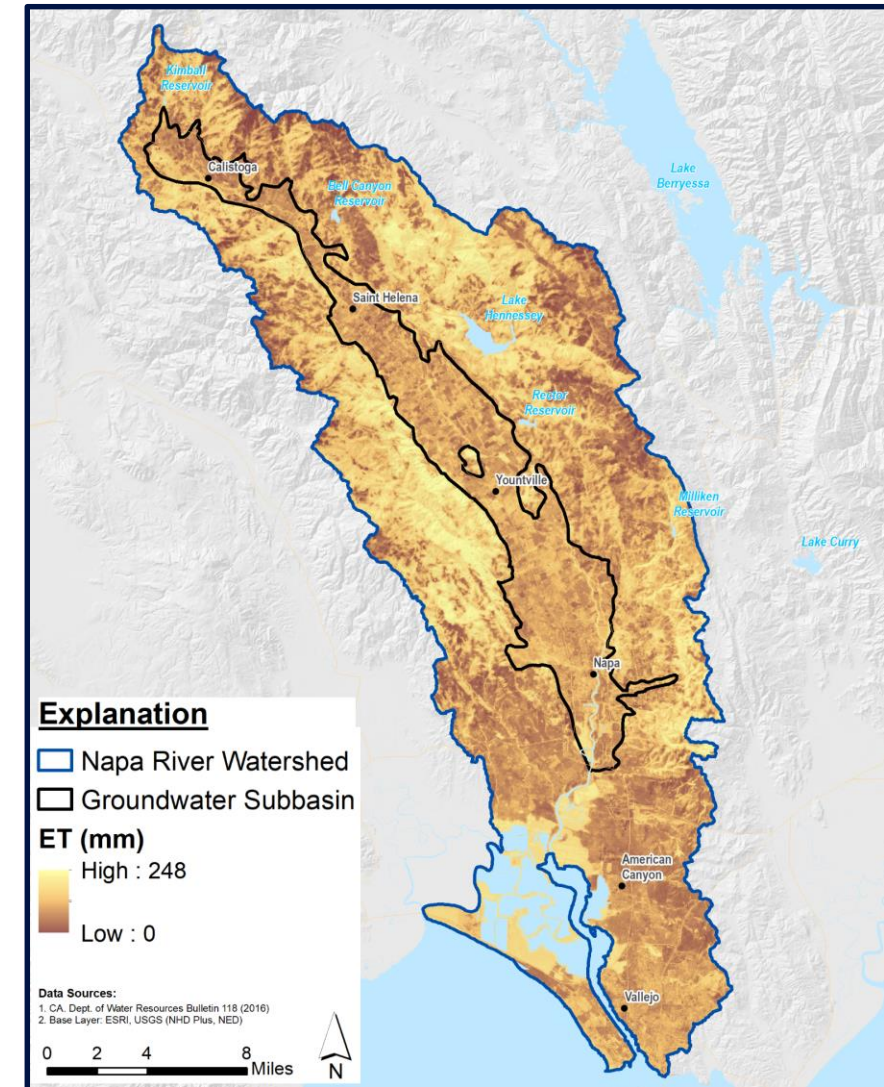 Kimball
Reservoir
Calistoga
Bell Canyon
Reservoir
Lake
Berryessa
Saint Helena
Lake
Hennessey
Rector
Reservoir
Yountville
Milliken
Reservoir
Lake Curry
Napa
American
Canyon
Vallejo
Explanation
Napa River Watershed
Groundwater Subbasin
ET (mm)
High : 248
Low : 0
Data Sources:
1. CA. Dept. of Water Resources Bulletin 118 (2016)
2. Base Layer: ESRI, USGS (NHD Plus, NED)
0 2 4 8
Miles
N